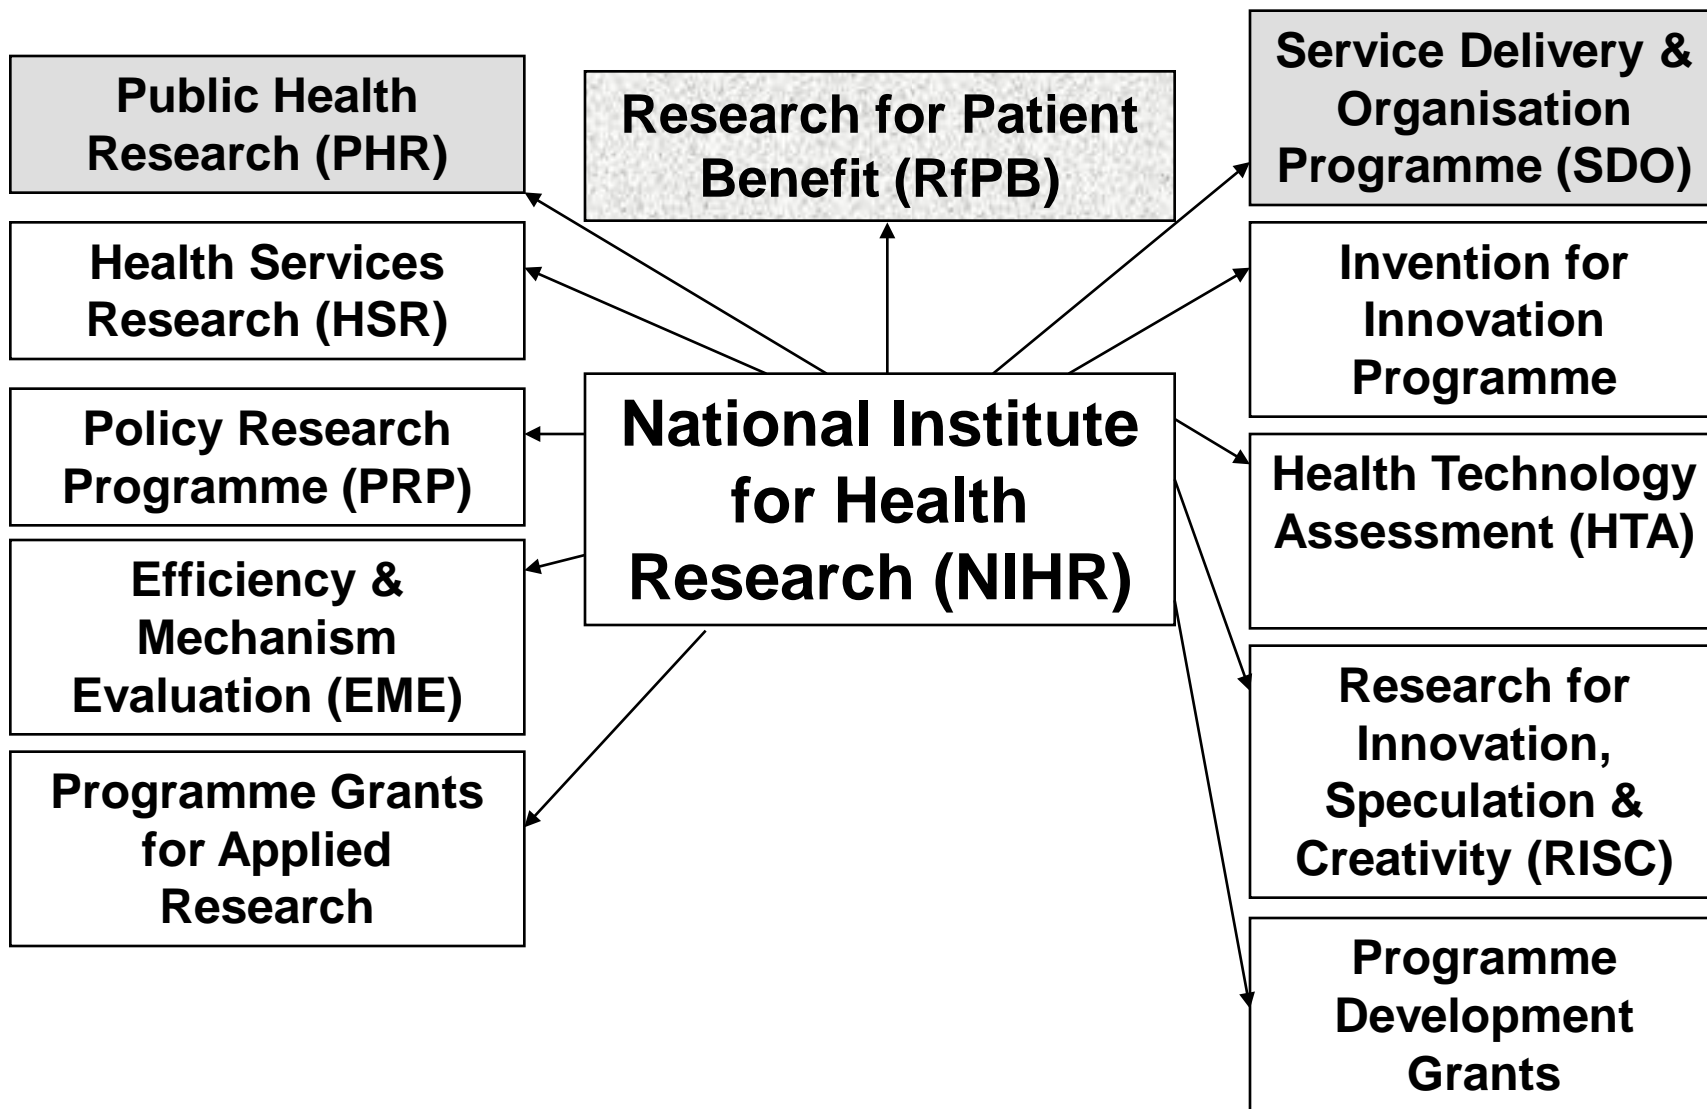 Public Health
Research (PHR)
Health Services
Research (HSR)
Policy Research
Programme (PRP)
Efficiency &
Mechanism
Evaluation (EME)
Programme Grants
for Applied
Research
Research for Patient
Benefit (RfPB)
National Institute
for Health
Research (NIHR)
Service Delivery &
Organisation
Programme (SDO)
Invention for
Innovation
Programme
Health Technology
Assessment (HTA)
Research for
Innovation,
Speculation &
Creativity (RISC)
Programme
Development
Grants